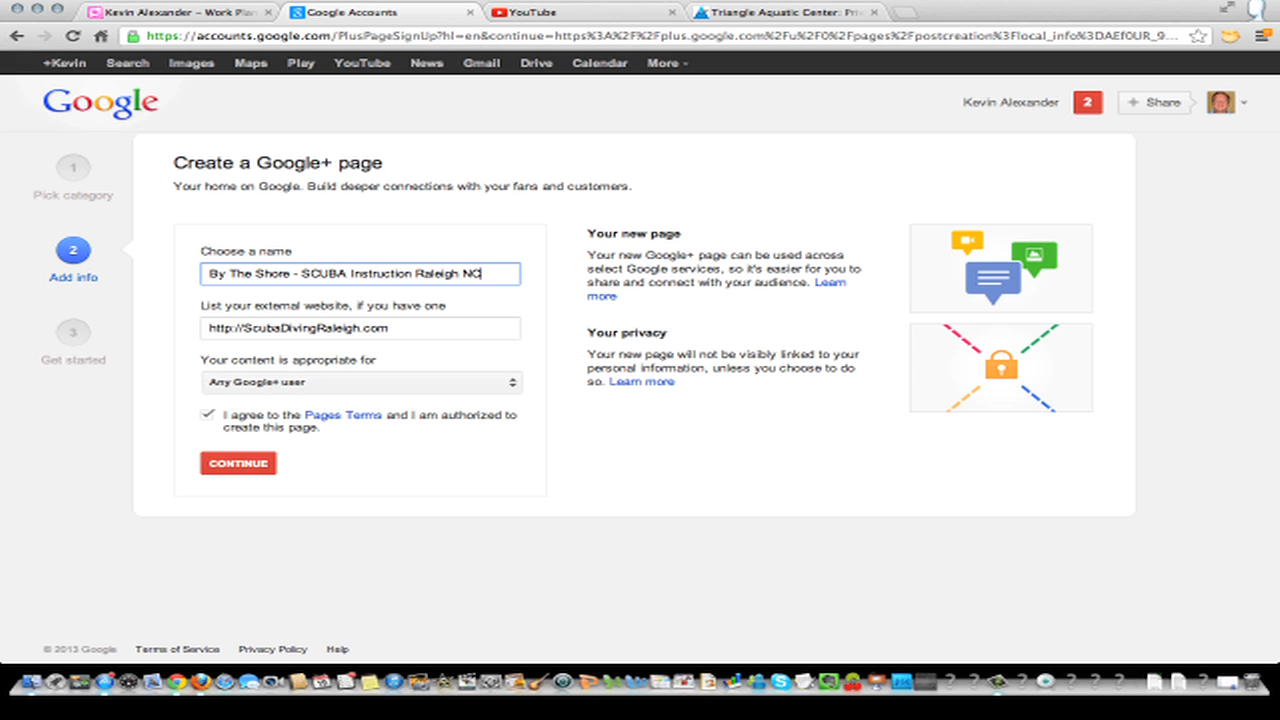 Kevin Alexander – Work Plan
Google Accounts
YouTube
Triangle Aquatic Center: Pri
https://accounts.google.com/PlusPageSignUp?hl=en&continue=https%3A%2F%2Fplus.google.com%2Fu%2F0%2Fpages%2Fpostcreation%3Flocal_info%3DAEf0UR_9...
+Kevin Search Images Maps Play YouTube News Gmail Drive Calendar More
Google
Kevin Alexander 2 + Share
1
Pick category
2
Add info
3
Get started
Create a Google+ page
Your home on Google. Build deeper connections with your fans and customers.
Choose a name
By The Shore - SCUBA Instruction Raleigh NC
List your external website, if you have one
http://ScubaDivingRaleigh.com
Your content is appropriate for
Any Google+ user
I agree to the Pages Terms and I am authorized to
create this page.
CONTINUE
Your new page
Your new Google+ page can be used across
select Google services, so it's easier for you to
share and connect with your audience. Learn
more
Your privacy
Your new page will not be visibly linked to your
personal information, unless you choose to do
so. Learn more
© 2013 Google Terms of Service Privacy Policy Help